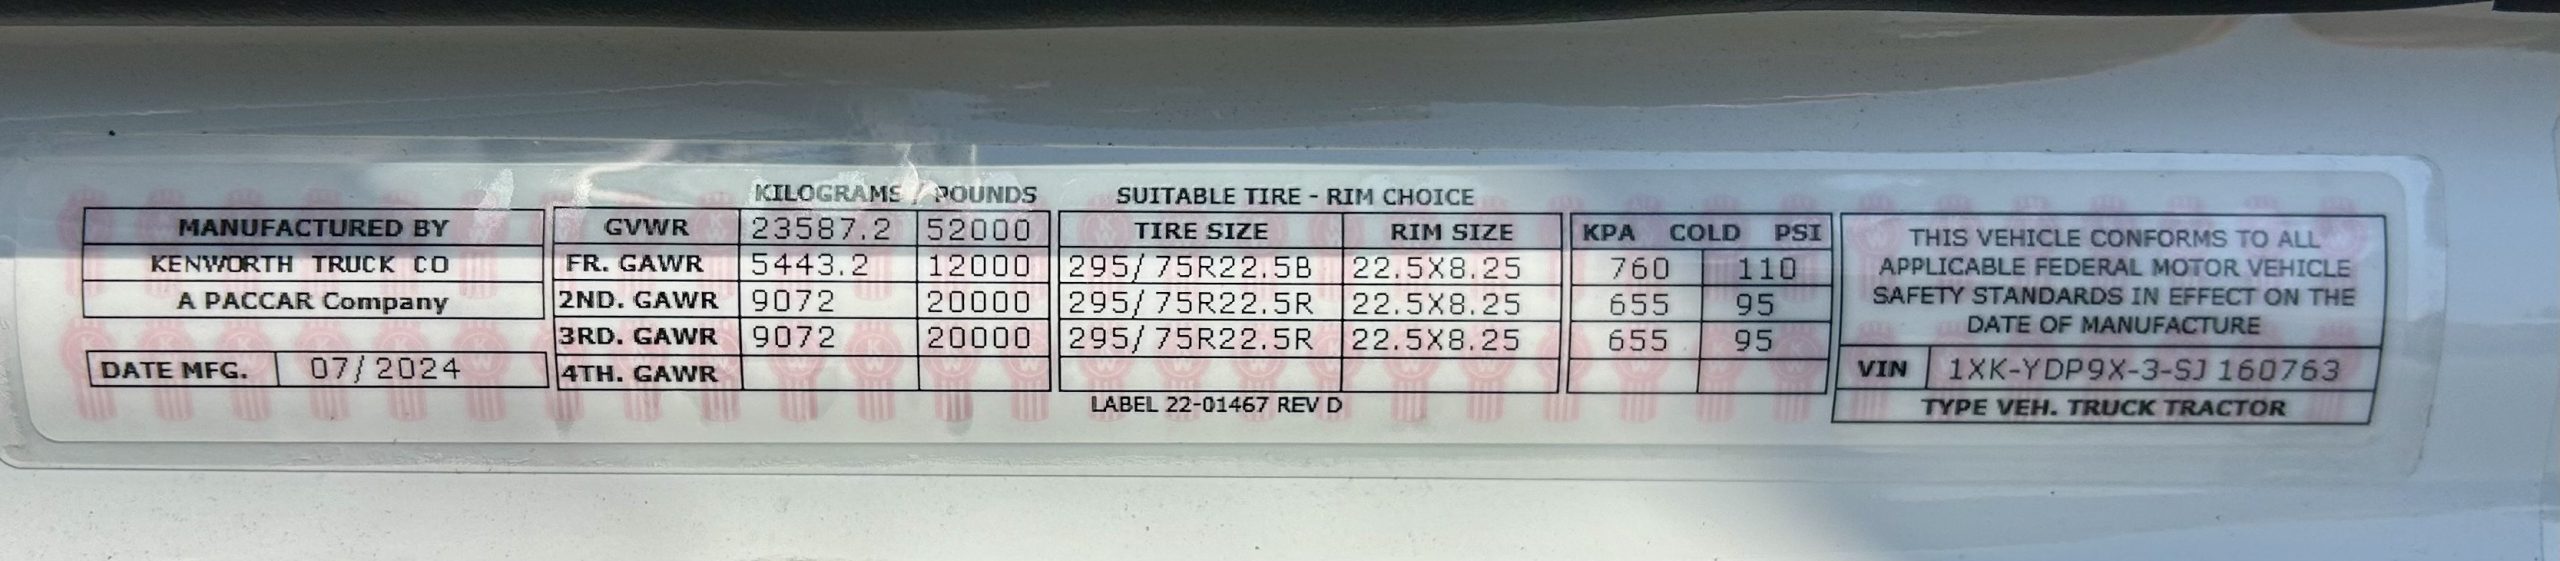 KILOGRAMS / POUNDS SUITABLE TIRE - RIM CHOICE
MANUFACTURED BY
KENWORTH TRUCK CO
A PACCAR Company
DATE MFG. 07/2024
GVWR 23587.2 52000 TIRE SIZE RIM SIZE KPA COLD PSI
FR. GAWR 5443.2 12000 295/75R22.5B 22.5X8.25 760 110
2ND. GAWR 9072 20000 295/75R22.5R 22.5X8.25 655 95
3RD. GAWR 9072 20000 295/75R22.5R 22.5X8.25 655 95
4TH. GAWR
LABEL 22-01467 REV D
THIS VEHICLE CONFORMS TO ALL
APPLICABLE FEDERAL MOTOR VEHICLE
SAFETY STANDARDS IN EFFECT ON THE
DATE OF MANUFACTURE
VIN 1XK-YDP9X-3-SJ160763
TYPE VEH. TRUCK TRACTOR